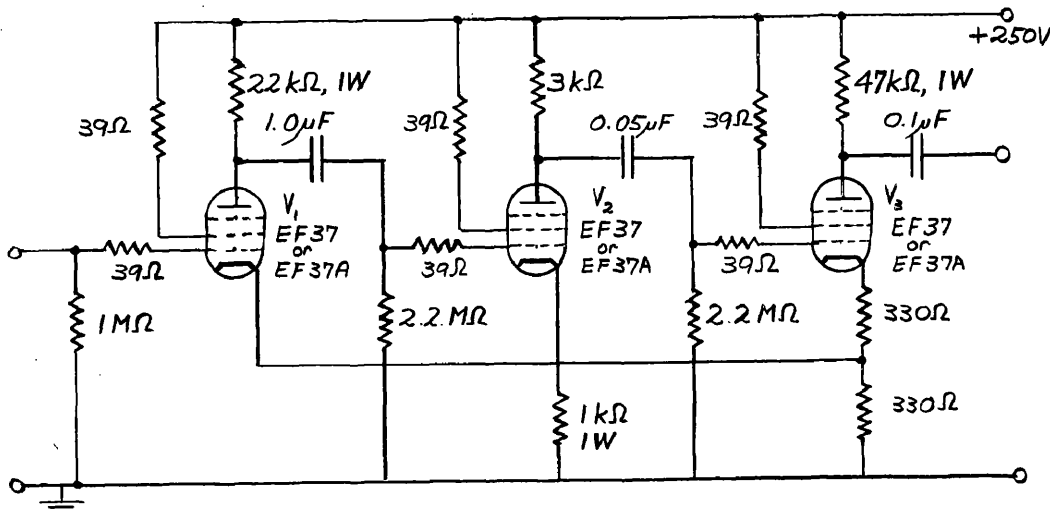 +250V
22kΩ, 1W
3kΩ
47kΩ, 1W
39Ω
1.0µF
39Ω
0.05µF
39Ω
0.1µF
V1
EF37
or
EF37A
V2
EF37
or
EF37A
V3
EF37
or
EF37A
39Ω
39Ω
39Ω
1MΩ
2.2MΩ
2.2MΩ
330Ω
330Ω
1kΩ
1W